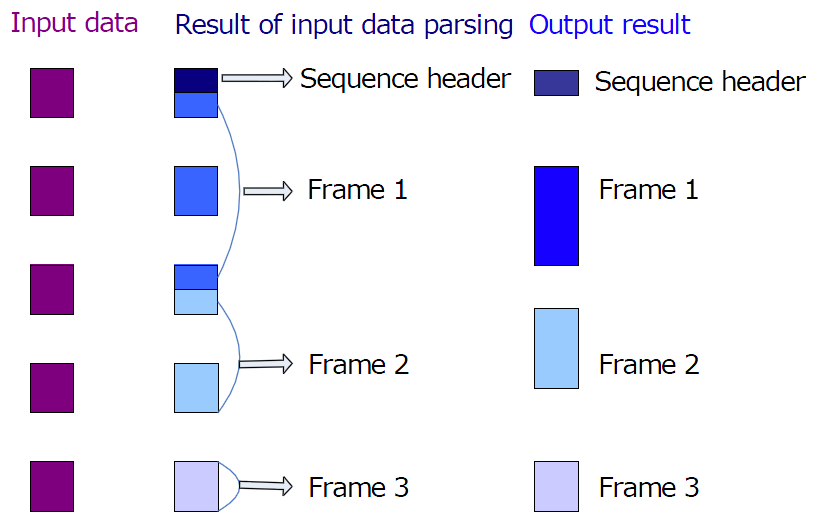 Input data
Result of input data parsing
Output result
Sequence header
Sequence header
Frame 1
Frame 1
Frame 2
Frame 2
Frame 3
Frame 3